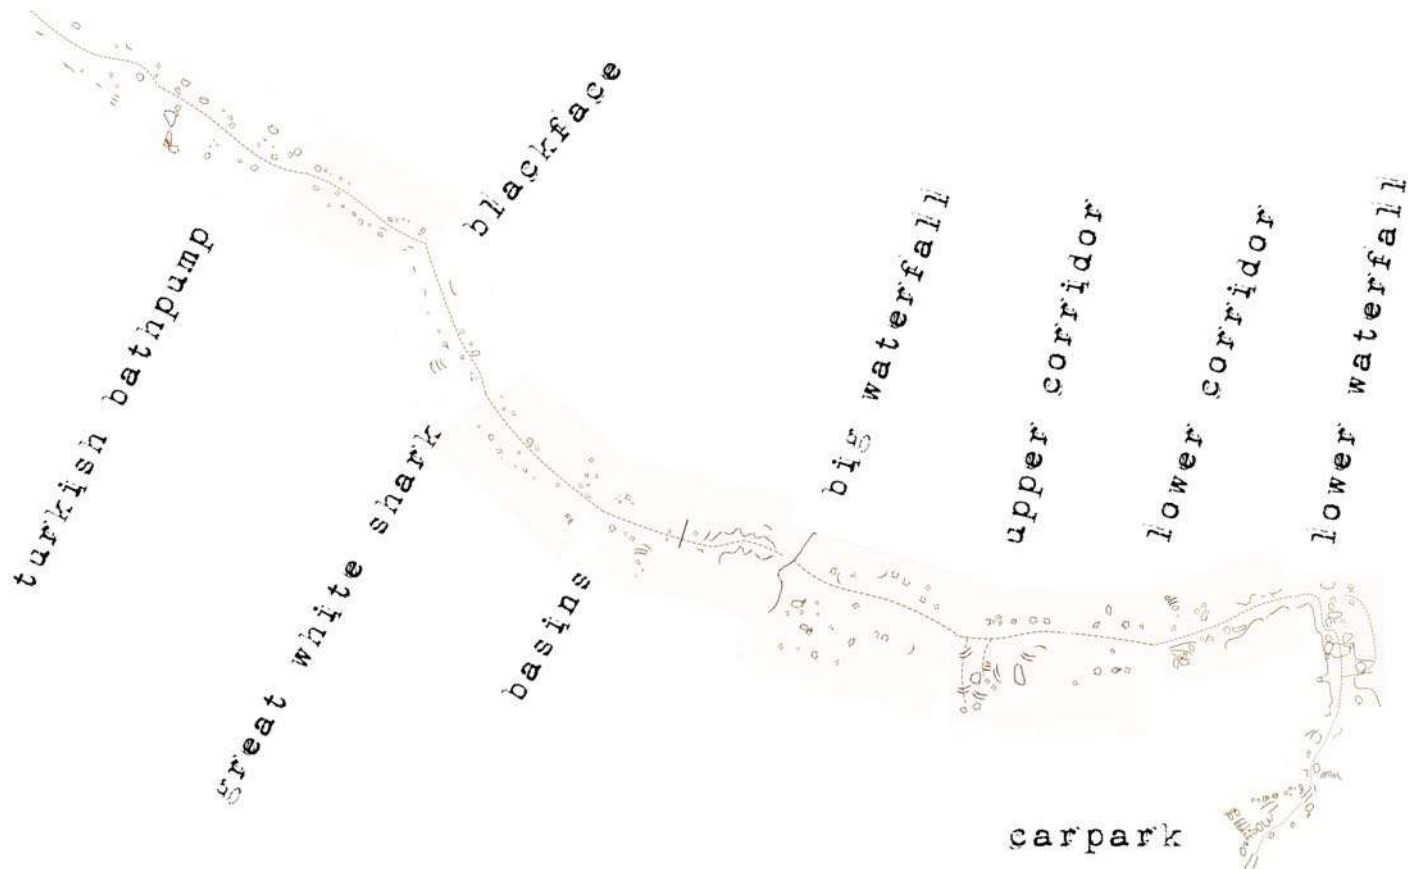 blackface
turkish bathpump
great white shark
basins
big waterfall
upper corridor
lower corridor
lower waterfall
carpark